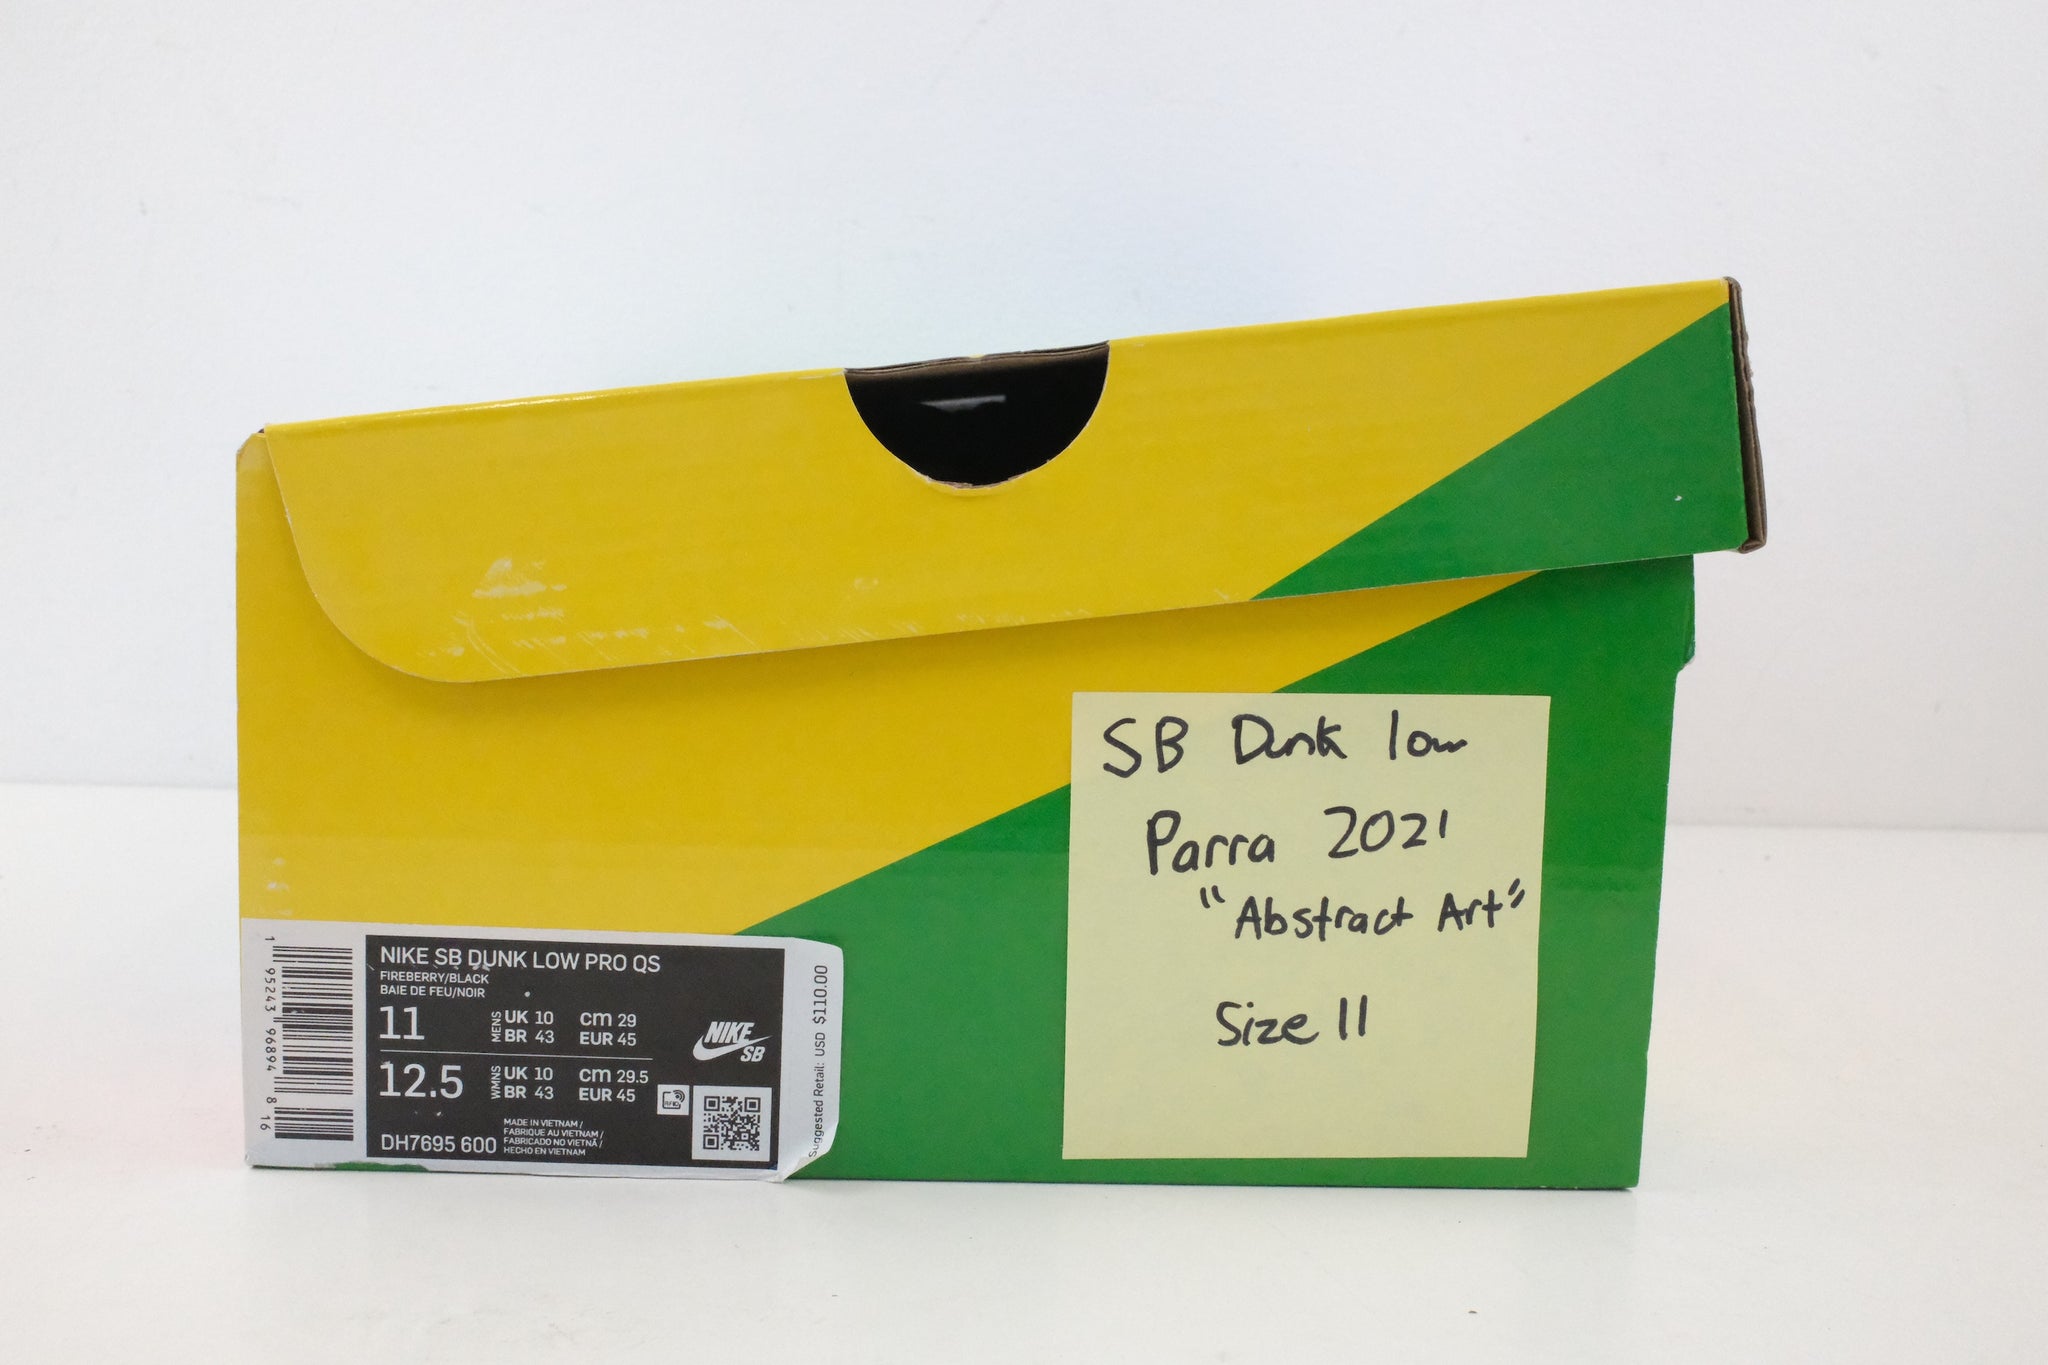 SB Dunk low
Parra 2021
"Abstract Art"
Size 11
1 95243 96894 8 16
NIKE SB DUNK LOW PRO QS
FIREBERRY/BLACK
BAIE DE FEU/NOIR
11 MENS UK 10 cm 29
BR 43 EUR 45
12.5 WMNS UK 10 cm 29.5
BR 43 EUR 45
NIKE
SB
RFID
DH7695 600
MADE IN VIETNAM /
FABRIQUE AU VIETNAM /
FABRICADO NO VIETNÃ /
HECHO EN VIETNAM
Suggested Retail: USD $110.00